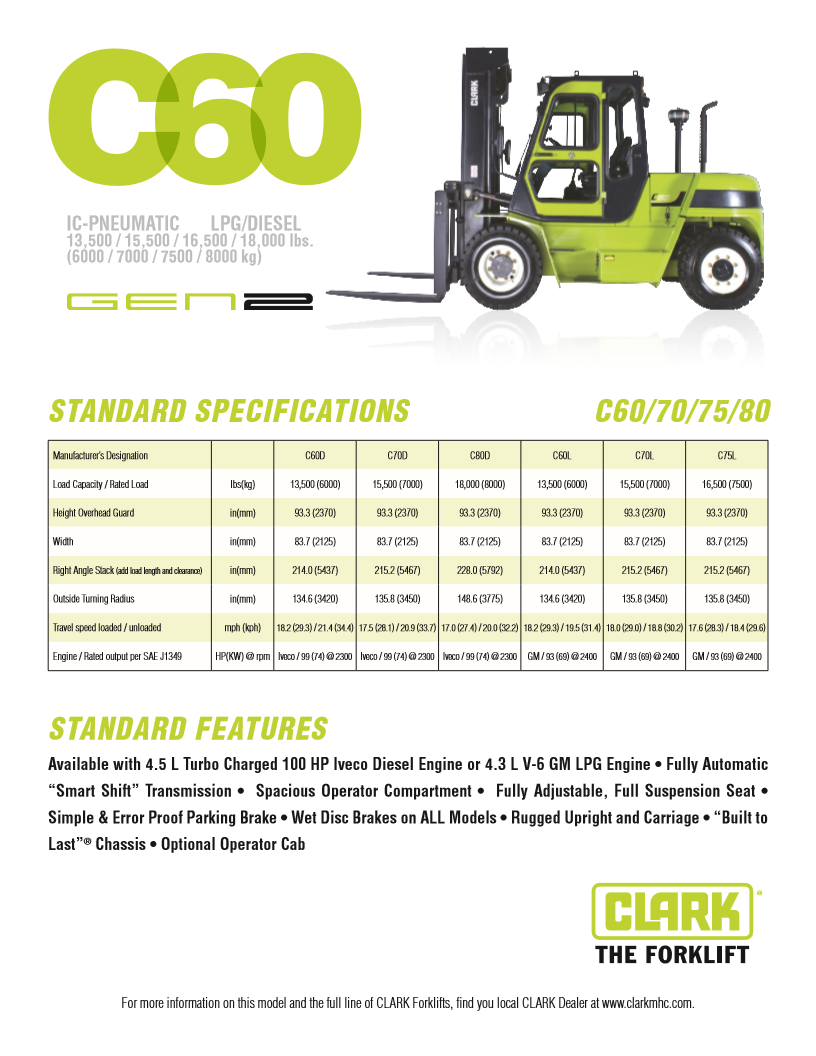 C60
CLARK
IC-PNEUMATIC LPG/DIESEL
13,500 / 15,500 / 16,500 / 18,000 lbs.
(6000 / 7000 / 7500 / 8000 kg)
GEN2
STANDARD SPECIFICATIONS C60/70/75/80
Manufacturer's Designation C60D C70D C80D C60L C70L C75L
Load Capacity / Rated Load lbs(kg) 13,500 (6000) 15,500 (7000) 18,000 (8000) 13,500 (6000) 15,500 (7000) 16,500 (7500)
Height Overhead Guard in(mm) 93.3 (2370) 93.3 (2370) 93.3 (2370) 93.3 (2370) 93.3 (2370) 93.3 (2370)
Width in(mm) 83.7 (2125) 83.7 (2125) 83.7 (2125) 83.7 (2125) 83.7 (2125) 83.7 (2125)
Right Angle Stack (add load length and clearance) in(mm) 214.0 (5437) 215.2 (5467) 228.0 (5792) 214.0 (5437) 215.2 (5467) 215.2 (5467)
Outside Turning Radius in(mm) 134.6 (3420) 135.8 (3450) 148.6 (3775) 134.6 (3420) 135.8 (3450) 135.8 (3450)
Travel speed loaded / unloaded mph (kph) 18.2 (29.3) / 21.4 (34.4) 17.5 (28.1) / 20.9 (33.7) 17.0 (27.4) / 20.0 (32.2) 18.2 (29.3) / 19.5 (31.4) 18.0 (29.0) / 18.8 (30.2) 17.6 (28.3) / 18.4 (29.6)
Engine / Rated output per SAE J1349 HP(KW) @ rpm Iveco / 99 (74) @ 2300 Iveco / 99 (74) @ 2300 Iveco / 99 (74) @ 2300 GM / 93 (69) @ 2400 GM / 93 (69) @ 2400 GM / 93 (69) @ 2400
STANDARD FEATURES
Available with 4.5 L Turbo Charged 100 HP Iveco Diesel Engine or 4.3 L V-6 GM LPG Engine • Fully Automatic
“Smart Shift” Transmission • Spacious Operator Compartment • Fully Adjustable, Full Suspension Seat •
Simple & Error Proof Parking Brake • Wet Disc Brakes on ALL Models • Rugged Upright and Carriage • “Built to
Last”® Chassis • Optional Operator Cab
CLARK®
THE FORKLIFT
For more information on this model and the full line of CLARK Forklifts, find you local CLARK Dealer at www.clarkmhc.com.